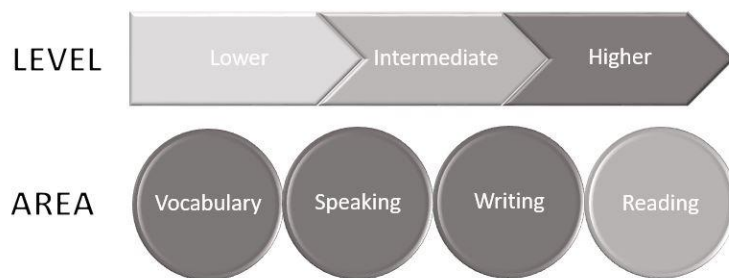 LEVEL Lower Intermediate Higher
AREA Vocabulary Speaking Writing Reading